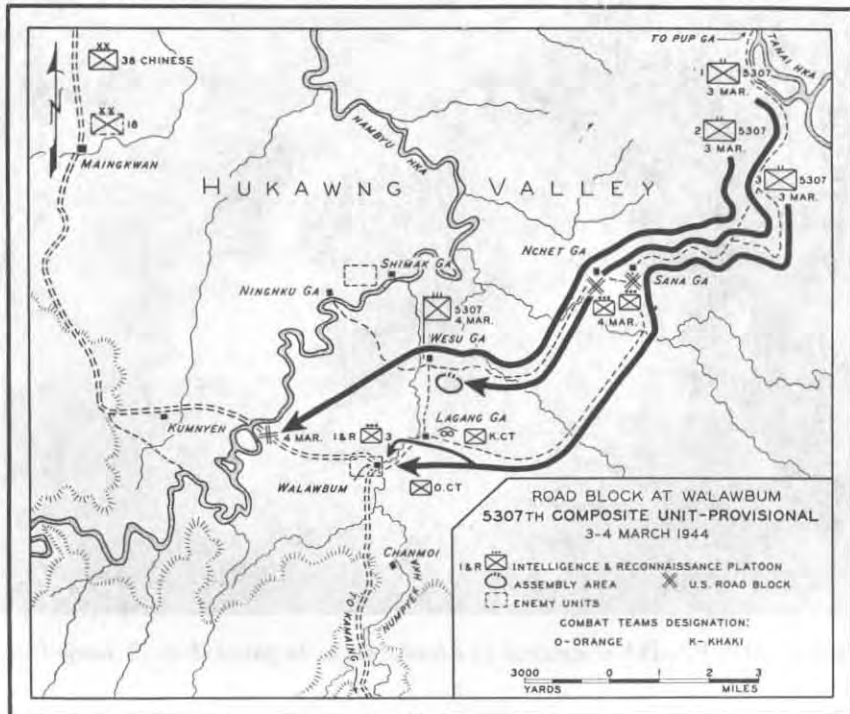 TO PUP GA
TANAI HKA
XX
38 CHINESE
XX
18
MAINGKWAN
1 5307
3 MAR.
2 5307
3 MAR.
3 5307
3 MAR.
NAMBYU HKA
HUKAWNG VALLEY
NCHET GA
SANA GA
4 MAR.
SHIMAK GA
NINGHKU GA
5307
4 MAR.
WESU GA
LAGANG GA
KUMNYEN
4 MAR.
I&R 3
K.CT
WALAWBUM
O.CT
CHANMOI
NUMPYEK HKA
TO KAMAING
ROAD BLOCK AT WALAWBUM
5307TH COMPOSITE UNIT-PROVISIONAL
3-4 MARCH 1944
I&R INTELLIGENCE & RECONNAISSANCE PLATOON
ASSEMBLY AREA
U.S. ROAD BLOCK
ENEMY UNITS
COMBAT TEAMS DESIGNATION:
O-ORANGE K-KHAKI
3000 0 1 2 3
YARDS MILES